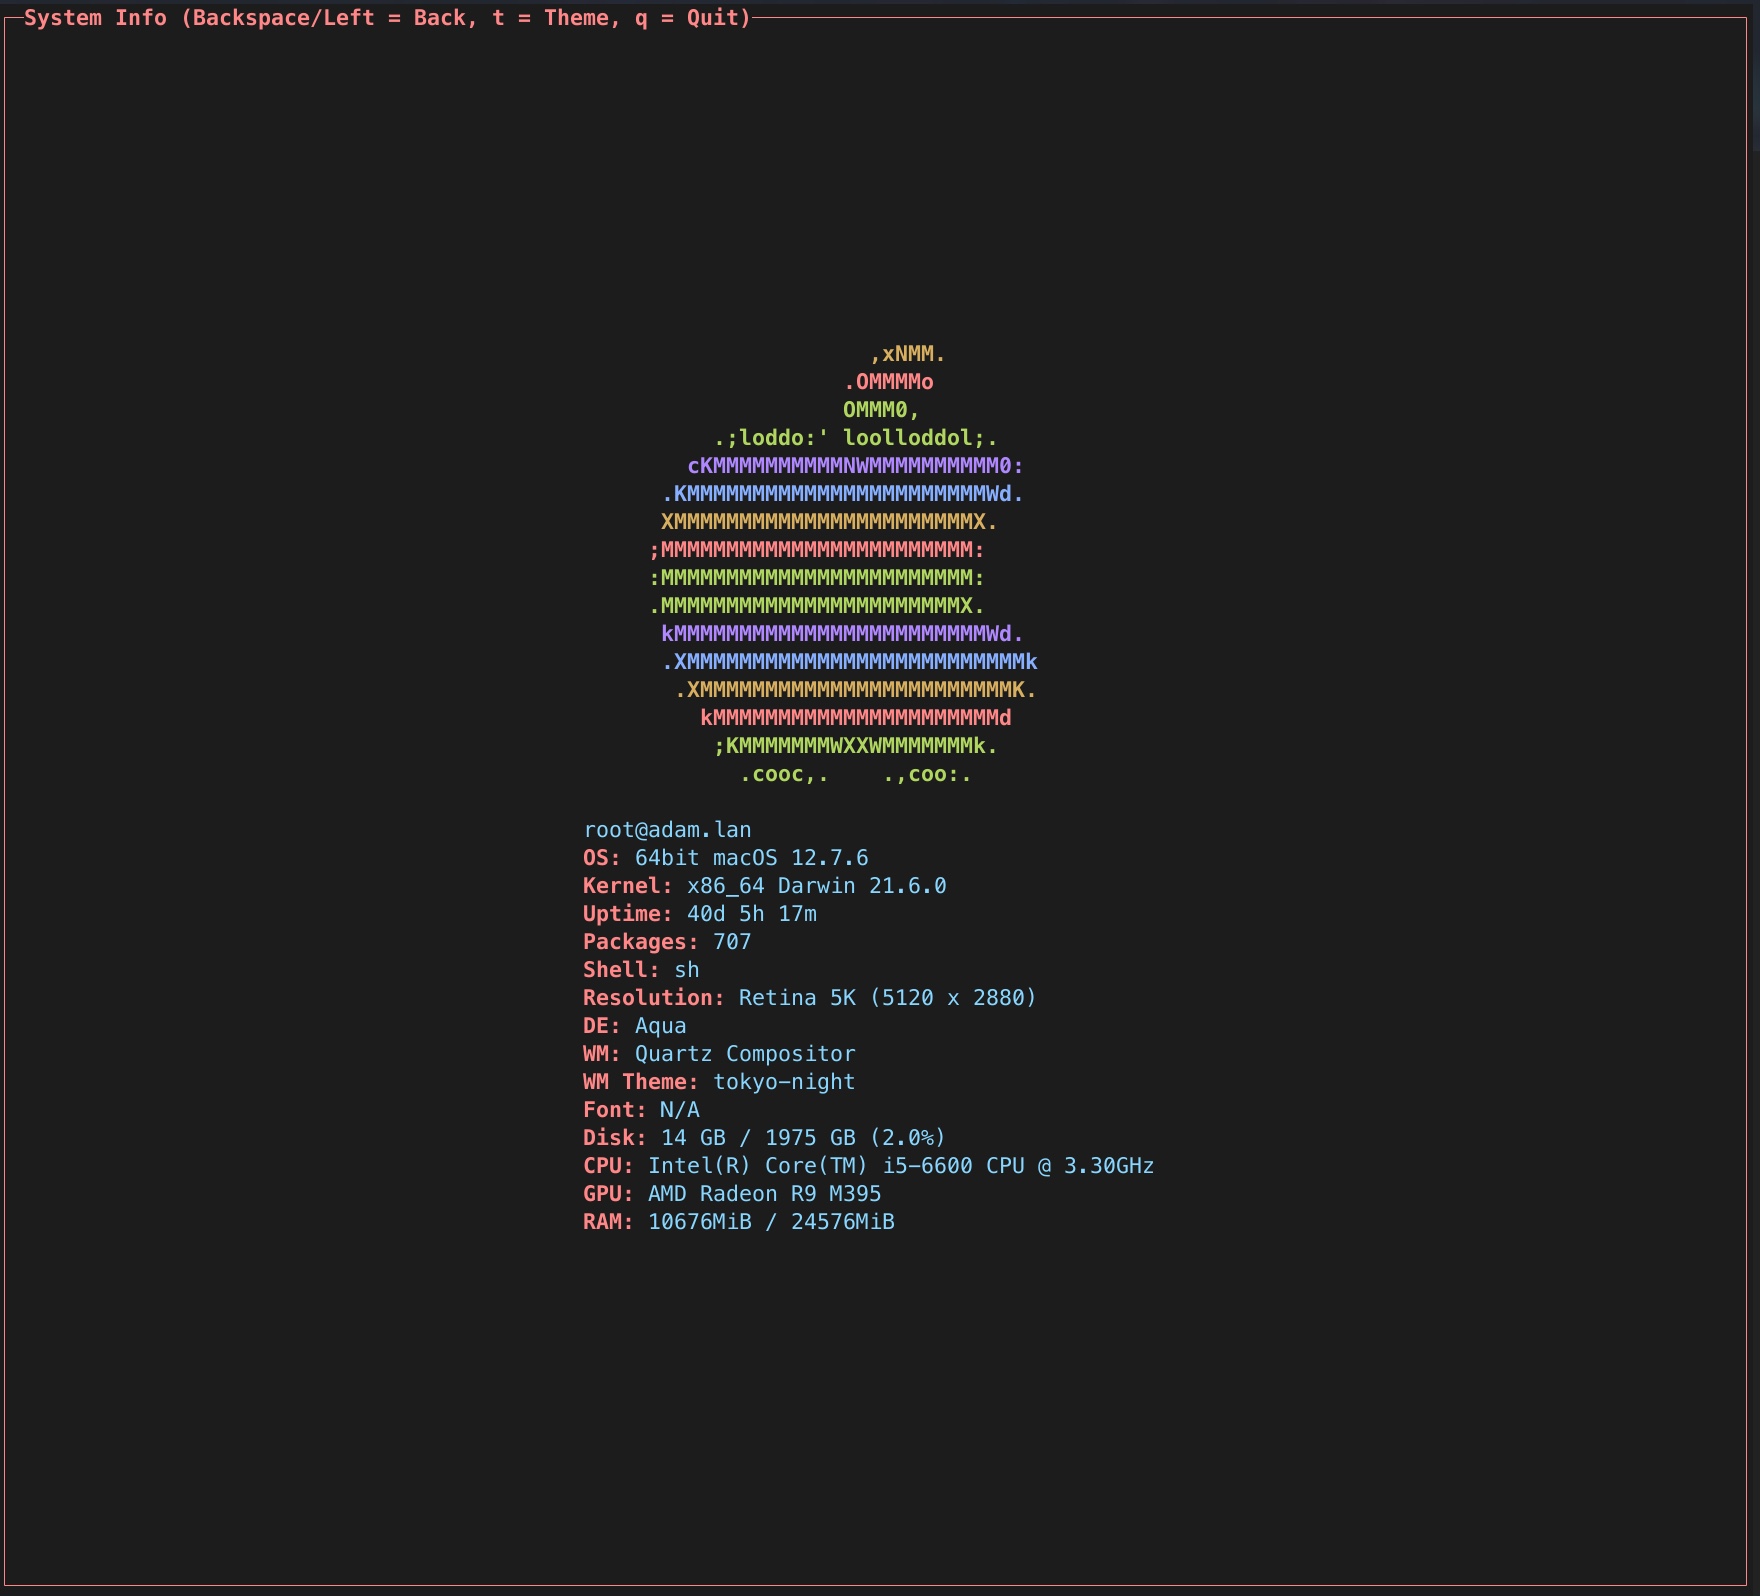 System Info (Backspace/Left = Back, t = Theme, q = Quit)
,xNMM.
.OMMMMo
OMMM0,
.;loddo:' loolloddol;.
cKMMMMMMMMMMNWMMMMMMMMMM0:
.KMMMMMMMMMMMMMMMMMMMMMMMWd.
XMMMMMMMMMMMMMMMMMMMMMMMX.
;MMMMMMMMMMMMMMMMMMMMMMMM:
:MMMMMMMMMMMMMMMMMMMMMMMM:
.MMMMMMMMMMMMMMMMMMMMMMMX.
kMMMMMMMMMMMMMMMMMMMMMMMMWd.
.XMMMMMMMMMMMMMMMMMMMMMMMMMMk
.XMMMMMMMMMMMMMMMMMMMMMMMMK.
kMMMMMMMMMMMMMMMMMMMMMMd
;KMMMMMMMWXXWMMMMMMMk.
.cooc,.    .,coo:.
root@adam.lan
OS: 64bit macOS 12.7.6
Kernel: x86_64 Darwin 21.6.0
Uptime: 40d 5h 17m
Packages: 707
Shell: sh
Resolution: Retina 5K (5120 x 2880)
DE: Aqua
WM: Quartz Compositor
WM Theme: tokyo-night
Font: N/A
Disk: 14 GB / 1975 GB (2.0%)
CPU: Intel(R) Core(TM) i5-6600 CPU @ 3.30GHz
GPU: AMD Radeon R9 M395
RAM: 10676MiB / 24576MiB